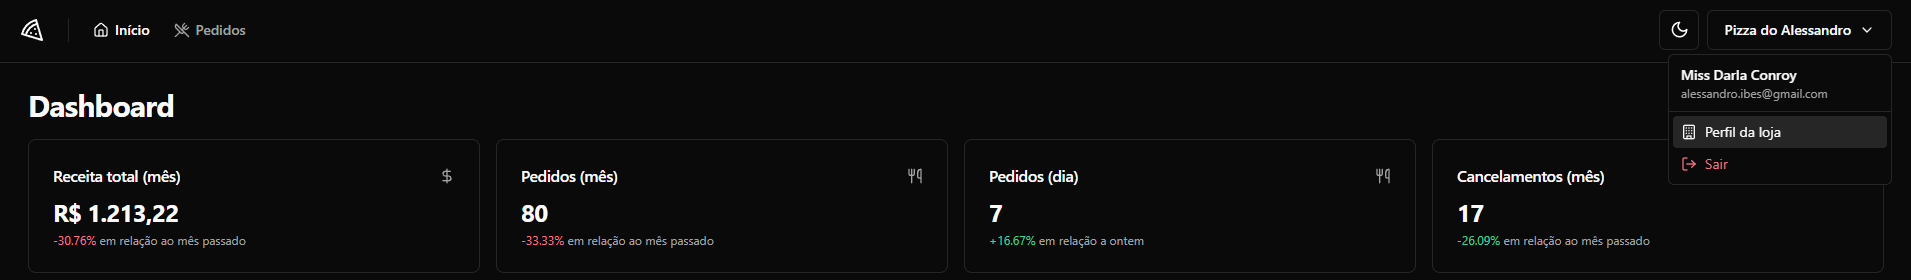 Início
Pedidos
Pizza do Alessandro
Miss Darla Conroy
alessandro.ibes@gmail.com
Perfil da loja
Sair
Dashboard
Receita total (mês)
R$ 1.213,22
-30.76% em relação ao mês passado
Pedidos (mês)
80
-33.33% em relação ao mês passado
Pedidos (dia)
7
+16.67% em relação a ontem
Cancelamentos (mês)
17
-26.09% em relação ao mês passado